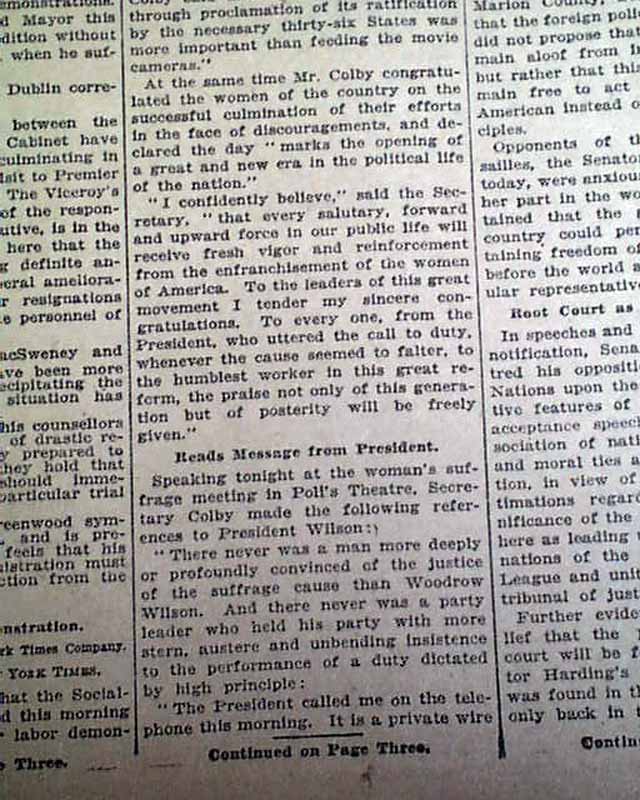 emonstrations.
d Mayor this
dition without
when he suf-
Dublin corre-
between the
Cabinet have
culminating in
isit to Premier
The Viceroy's
of the respon-
utive, is in the
here that the
g definite an-
eral ameliora-
r resignations
e personnel of
acSweney and
ve been more
ecipitating the
situation has
his counsellors
of drastic re-
y prepared to
they hold that
should imme-
particular trial
reenwood sym-
and is pre-
feels that his
nistration must
ction from the
nstration.
rk Times Company.
YORK TIMES.
hat the Social-
d this morning
labor demon-
e Three.
through proclamation of its ratification
by the necessary thirty-six States was
more important than feeding the movie
cameras."
At the same time Mr. Colby congratu-
lated the women of the country on the
successful culmination of their efforts
in the face of discouragements, and de-
clared the day "marks the opening of
a great and new era in the political life
of the nation."
"I confidently believe," said the Sec-
retary, "that every salutary, forward
and upward force in our public life will
receive fresh vigor and reinforcement
from the enfranchisement of the women
of America. To the leaders of this great
movement I tender my sincere con-
gratulations. To every one, from the
President, who uttered the call to duty,
whenever the cause seemed to falter, to
the humblest worker in this great re-
form, the praise not only of this genera-
tion but of posterity will be freely
given."
Reads Message from President.
Speaking tonight at the woman's suf-
frage meeting in Poli's Theatre, Secre-
tary Colby made the following refer-
ences to President Wilson:
"There never was a man more deeply
or profoundly convinced of the justice
of the suffrage cause than Woodrow
Wilson. And there never was a party
leader who held his party with more
stern, austere and unbending insistence
to the performance of a duty dictated
by high principle:
"The President called me on the tele-
phone this morning. It is a private wire
Continued on Page Three.
Marion County,
that the foreign poli
did not propose that
main aloof from i
but rather that this
main free to act
American instead o
ciples.
Opponents of t
sailles, the Senator
today, were anxiou
her part in the wo
tained that the
country could per
taining freedom of
before the world a
ular representative
Root Court as
In speeches and
notification, Sena
tred his oppositi
Nations upon the
tive features of
acceptance speec
sociation of nati
and moral ties a
tion, in view of
timations regar
nificance of the
here as leading
nations of the
League and unit
tribunal of just
Further evide
lief that the
court will be f
tor Harding's
was found in th
only back in t
Contin